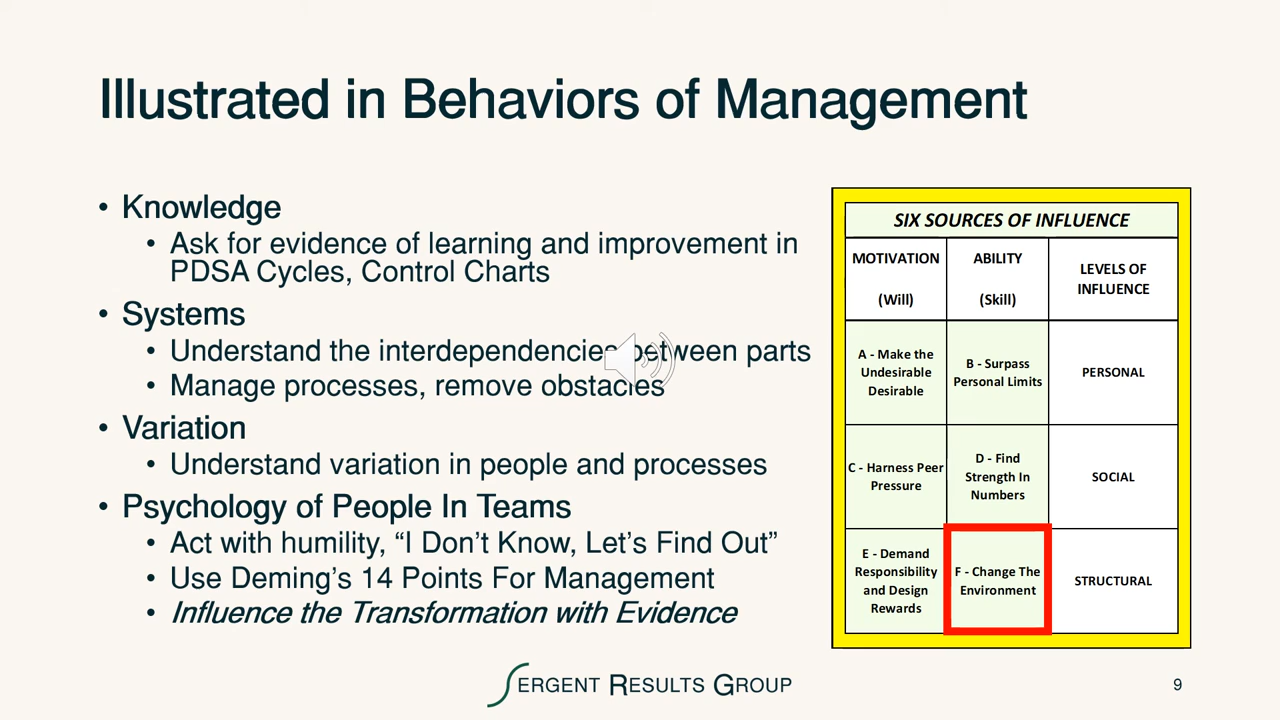 Illustrated in Behaviors of Management
• Knowledge
• Ask for evidence of learning and improvement in
PDSA Cycles, Control Charts
• Systems
• Understand the interdependencies between parts
• Manage processes, remove obstacles
• Variation
• Understand variation in people and processes
• Psychology of People In Teams
• Act with humility, “I Don’t Know, Let’s Find Out”
• Use Deming’s 14 Points For Management
• Influence the Transformation with Evidence
SIX SOURCES OF INFLUENCE
MOTIVATION
(Will)
ABILITY
(Skill)
LEVELS OF
INFLUENCE
A - Make the
Undesirable
Desirable
B - Surpass
Personal Limits
PERSONAL
C - Harness Peer
Pressure
D - Find
Strength In
Numbers
SOCIAL
E - Demand
Responsibility
and Design
Rewards
F - Change The
Environment
STRUCTURAL
SERGENT RESULTS GROUP
9